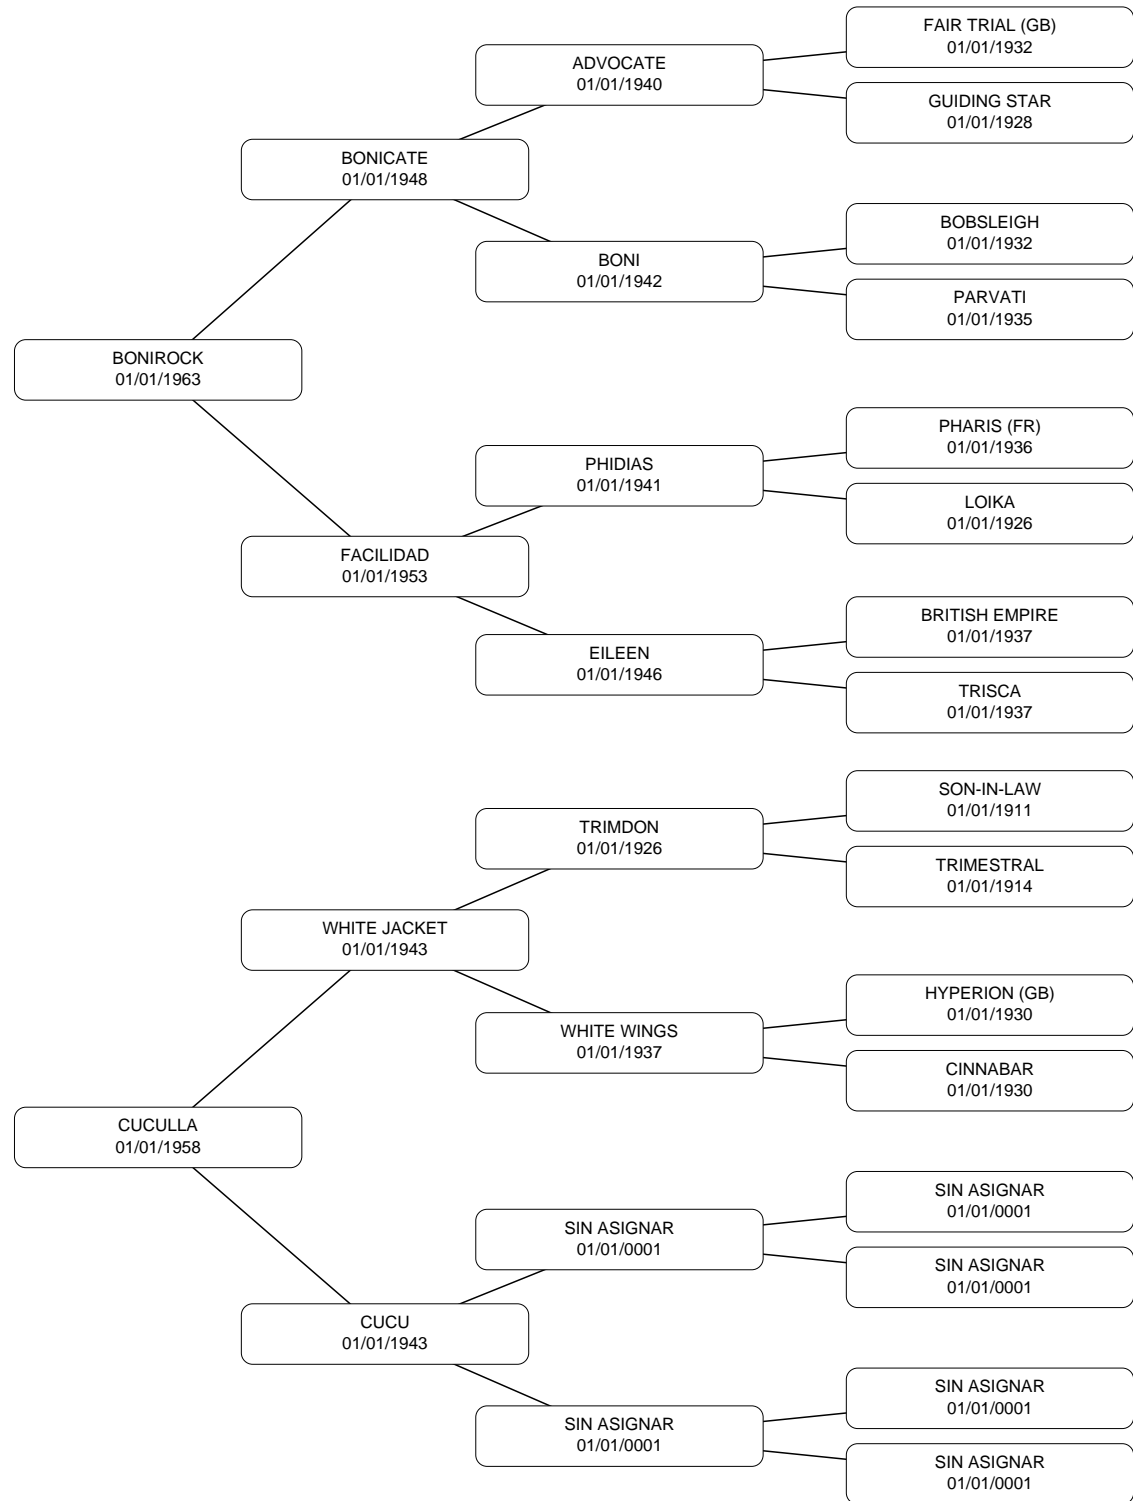 FAIR TRIAL (GB)
01/01/1932
ADVOCATE
01/01/1940
GUIDING STAR
01/01/1928
BONICATE
01/01/1948
BOBSLEIGH
01/01/1932
BONI
01/01/1942
PARVATI
01/01/1935
BONIROCK
01/01/1963
PHARIS (FR)
01/01/1936
PHIDIAS
01/01/1941
LOIKA
01/01/1926
FACILIDAD
01/01/1953
BRITISH EMPIRE
01/01/1937
EILEEN
01/01/1946
TRISCA
01/01/1937
SON-IN-LAW
01/01/1911
TRIMDON
01/01/1926
TRIMESTRAL
01/01/1914
WHITE JACKET
01/01/1943
HYPERION (GB)
01/01/1930
WHITE WINGS
01/01/1937
CINNABAR
01/01/1930
CUCULLA
01/01/1958
SIN ASIGNAR
01/01/0001
SIN ASIGNAR
01/01/0001
SIN ASIGNAR
01/01/0001
CUCU
01/01/1943
SIN ASIGNAR
01/01/0001
SIN ASIGNAR
01/01/0001
SIN ASIGNAR
01/01/0001